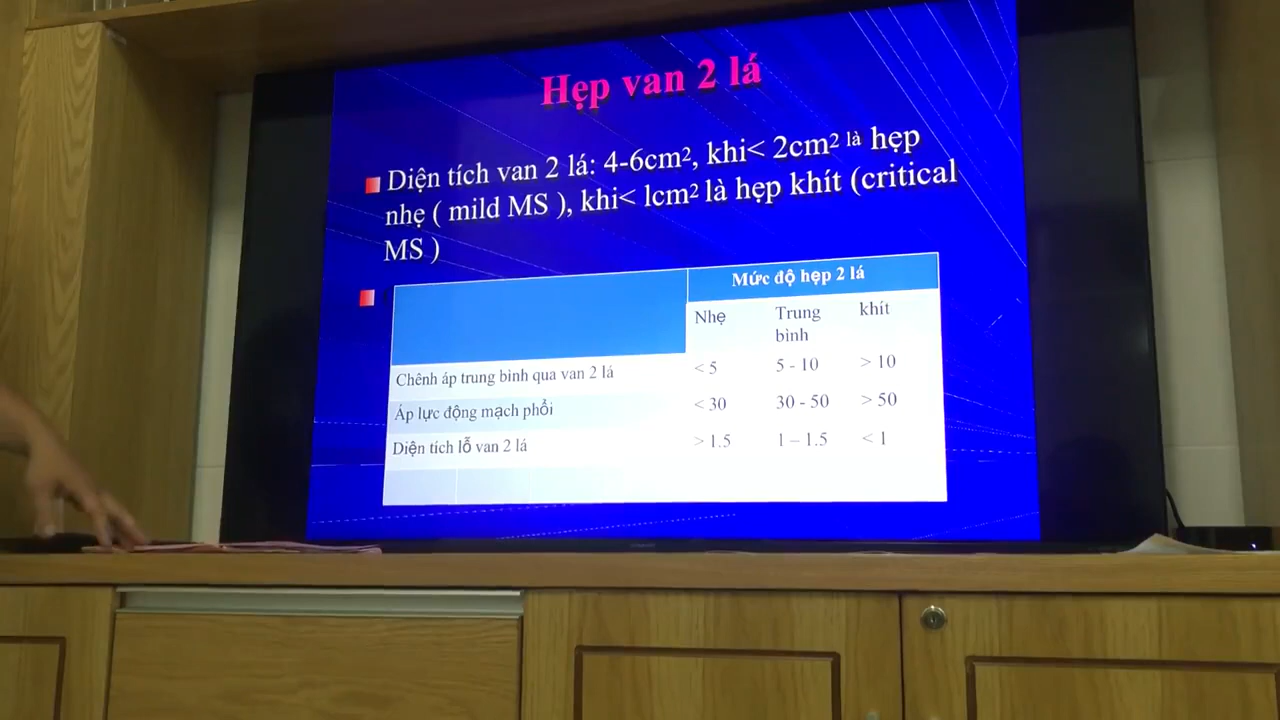 Hẹp van 2 lá
Diện tích van 2 lá: 4-6cm², khi< 2cm² là hẹp
nhẹ ( mild MS ), khi< lcm² là hẹp khít (critical
MS )
Mức độ hẹp 2 lá
Nhẹ Trung bình khít
Chênh áp trung bình qua van 2 lá < 5 5 - 10 > 10
Áp lực động mạch phổi < 30 30 - 50 > 50
Diện tích lỗ van 2 lá > 1.5 1 – 1.5 < 1